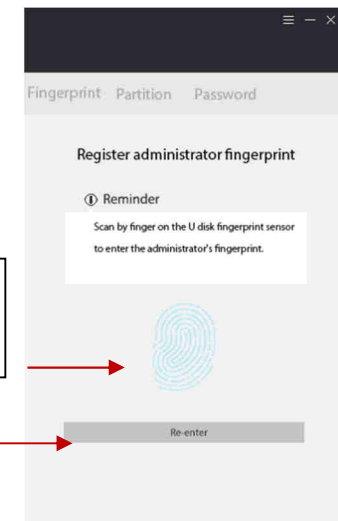 Fingerprint Partition Password
Register administrator fingerprint
Reminder
Scan by finger on the U disk fingerprint sensor
to enter the administrator's fingerprint.
Re-enter